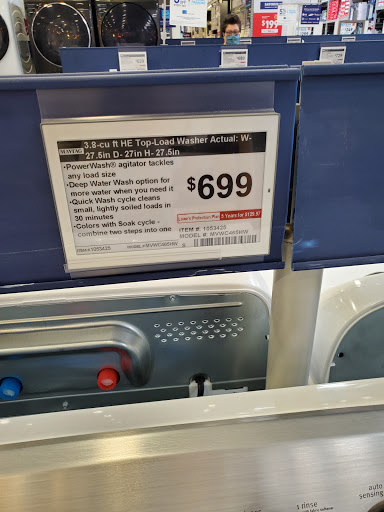 MAYTAG
3.8-cu ft HE Top-Load Washer Actual: W-
27.5in D- 27in H- 27.5in
•PowerWash® agitator tackles
any load size
•Deep Water Wash option for
more water when you need it
•Quick Wash cycle cleans
small, lightly soiled loads in
30 minutes
•Colors with Soak cycle -
combine two steps into one
$699
Lowe's Protection Plan 5 Years for $129.97
ITEM #: 1053425
MODEL #: MVWC465HW
Item #1053425
Model #MVWC465HW
$199
rinse
auto
sensing